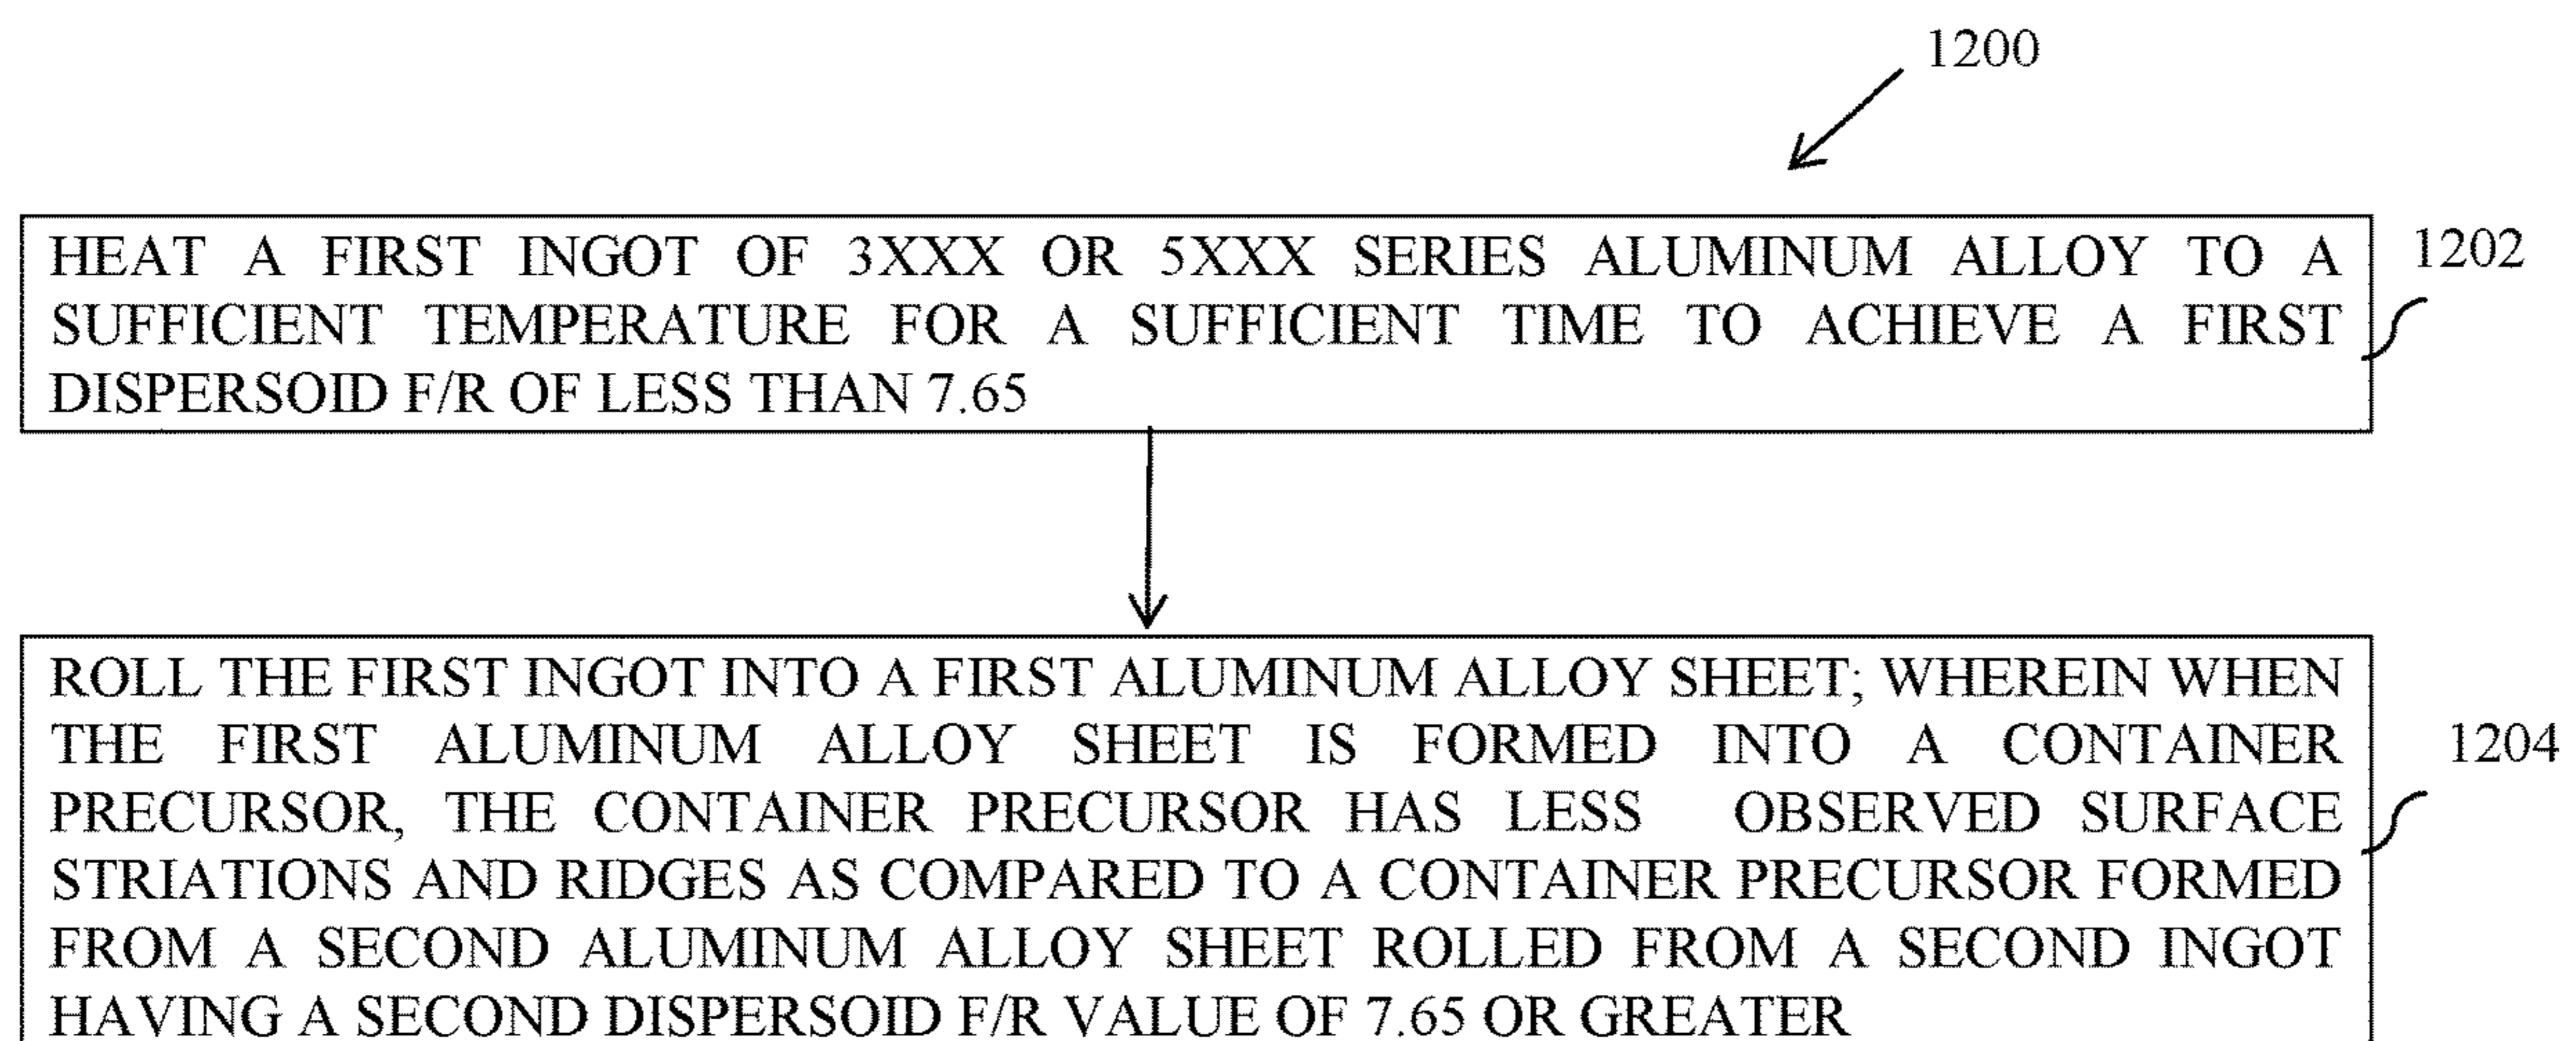 1200
HEAT A FIRST INGOT OF 3XXX OR 5XXX SERIES ALUMINUM ALLOY TO A
1202
SUFFICIENT TEMPERATURE FOR A SUFFICIENT TIME TO ACHIEVE A FIRST
DISPERSOID F/R OF LESS THAN 7.65
ROLL THE FIRST INGOT INTO A FIRST ALUMINUM ALLOY SHEET; WHEREIN WHEN
THE FIRST ALUMINUM ALLOY SHEET IS FORMED INTO A CONTAINER
1204
PRECURSOR, THE CONTAINER PRECURSOR HAS LESS OBSERVED SURFACE
STRIATIONS AND RIDGES AS COMPARED TO A CONTAINER PRECURSOR FORMED
FROM A SECOND ALUMINUM ALLOY SHEET ROLLED FROM A SECOND INGOT
HAVING A SECOND DISPERSOID F/R VALUE OF 7.65 OR GREATER